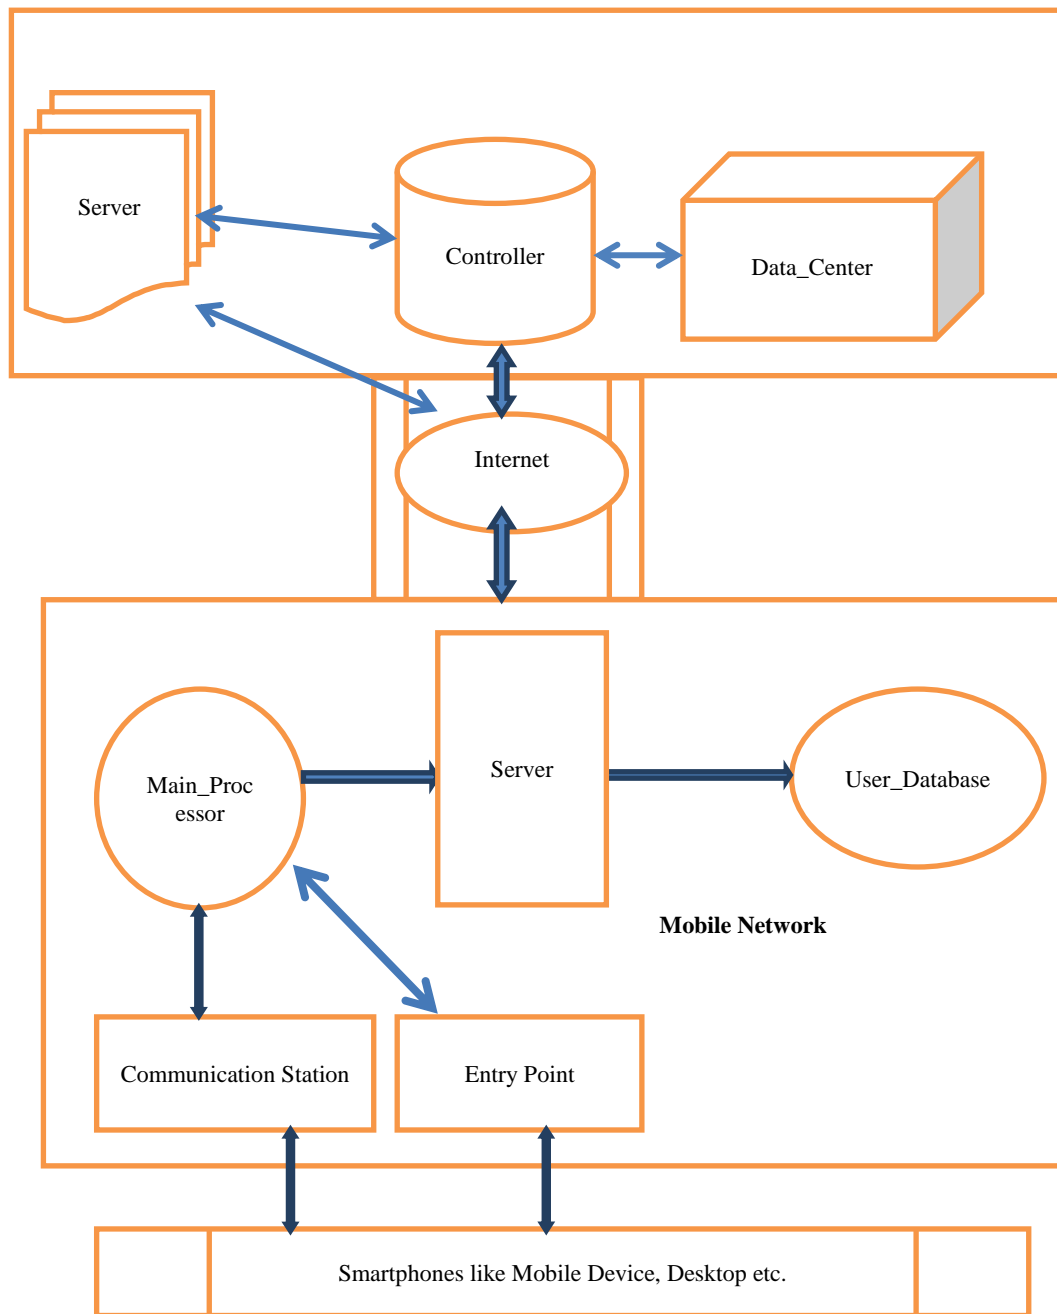 Server
Controller
Data_Center
Internet
Main_Proc
essor
Server
User_Database
Mobile Network
Communication Station
Entry Point
Smartphones like Mobile Device, Desktop etc.